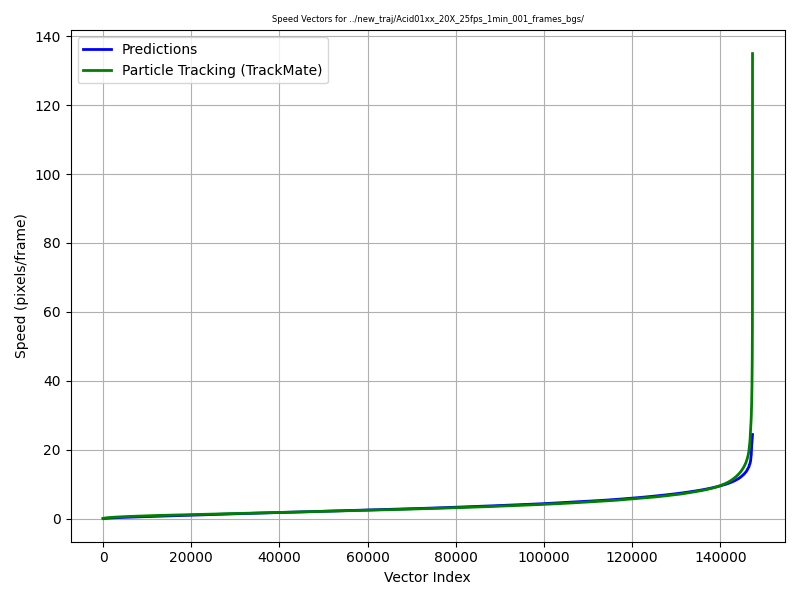 Speed Vectors for ../new_traj/Acid01xx_20X_25fps_1min_001_frames_bgs/
Predictions
Particle Tracking (TrackMate)
140
120
100
80
60
40
20
0
Speed (pixels/frame)
0 20000 40000 60000 80000 100000 120000 140000
Vector Index